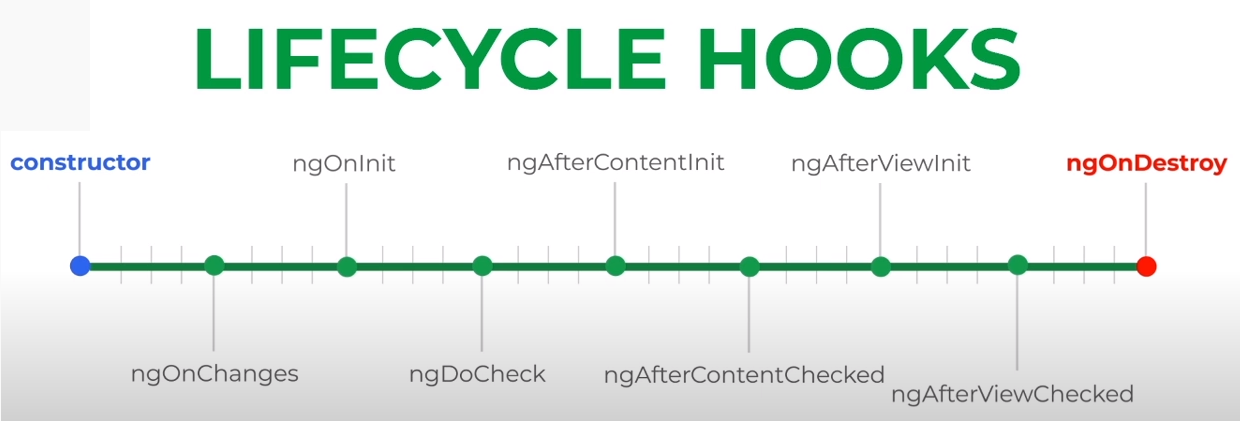 LIFECYCLE HOOKS
constructor
ngOnInit
ngAfterContentInit
ngAfterViewInit
ngOnDestroy
ngOnChanges
ngDoCheck
ngAfterContentChecked
ngAfterViewChecked